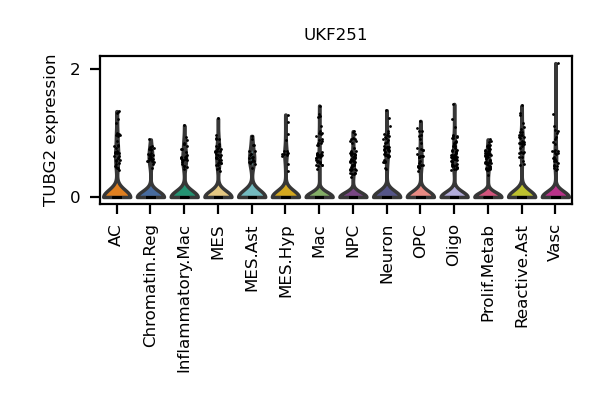 UKF251
TUBG2 expression
2
0
AC
Chromatin.Reg
Inflammatory.Mac
MES
MES.Ast
MES.Hyp
Mac
NPC
Neuron
OPC
Oligo
Prolif.Metab
Reactive.Ast
Vasc